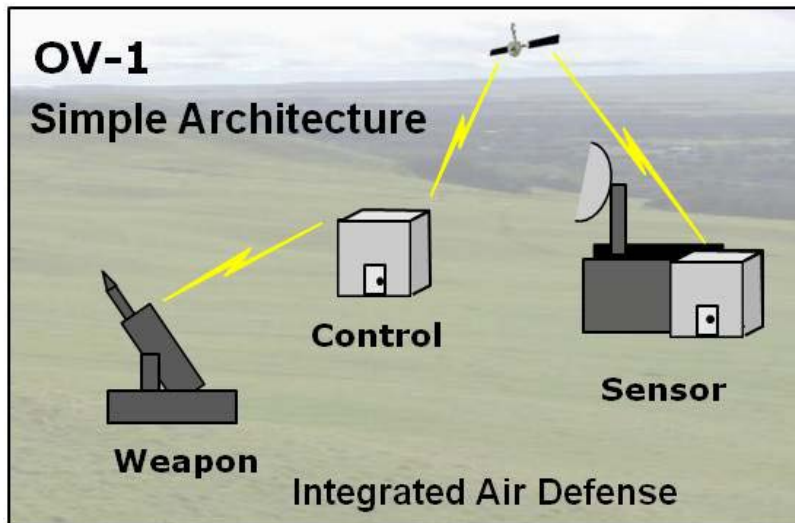 OV-1
Simple Architecture
Control
Sensor
Weapon
Integrated Air Defense